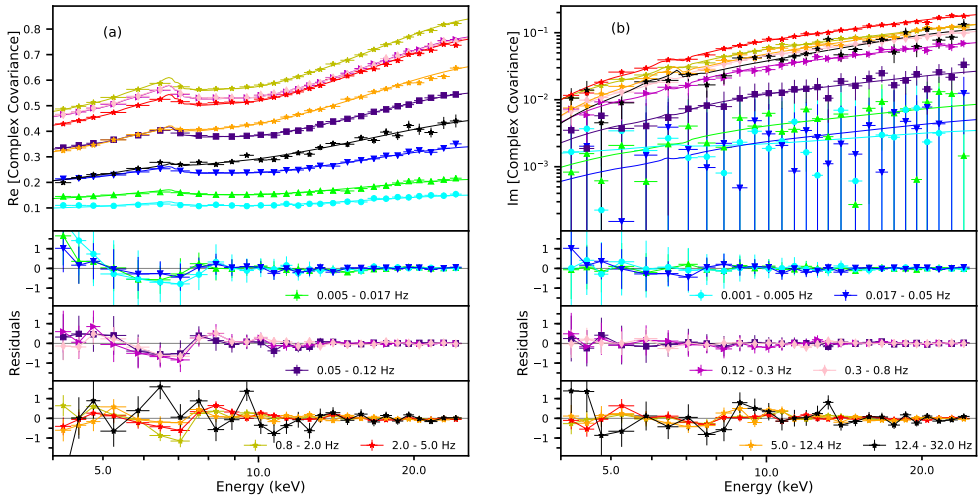 (a)
Re [Complex Covariance]
0.8
0.7
0.6
0.5
0.4
0.3
0.2
0.1
1
0
−1
0.005 - 0.017 Hz
Residuals
1
0
−1
0.05 - 0.12 Hz
1
0
−1
0.8 - 2.0 Hz
2.0 - 5.0 Hz
5.0
10.0
20.0
Energy (keV)
(b)
Im [Complex Covariance]
10⁻¹
10⁻²
10⁻³
1
0
−1
0.001 - 0.005 Hz
0.017 - 0.05 Hz
Residuals
1
0
−1
0.12 - 0.3 Hz
0.3 - 0.8 Hz
1
0
−1
5.0 - 12.4 Hz
12.4 - 32.0 Hz
5.0
10.0
20.0
Energy (keV)